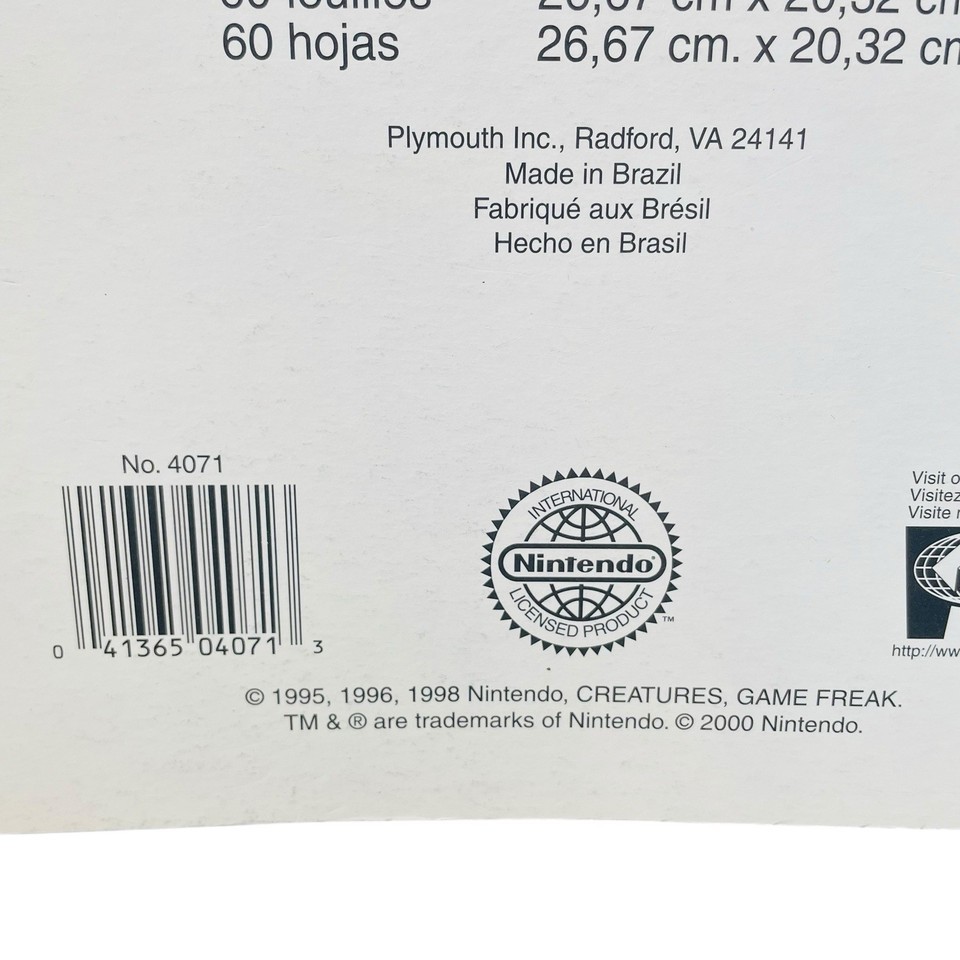 60 hojas 26,67 cm. x 20,32
Plymouth Inc., Radford, VA 24141
Made in Brazil
Fabriqué aux Brésil
Hecho en Brasil
No. 4071
0 41365 04071 3
INTERNATIONAL
Nintendo®
LICENSED PRODUCT
™
Visit
Visitez
Visite
http://ww
© 1995, 1996, 1998 Nintendo, CREATURES, GAME FREAK.
TM & ® are trademarks of Nintendo. © 2000 Nintendo.